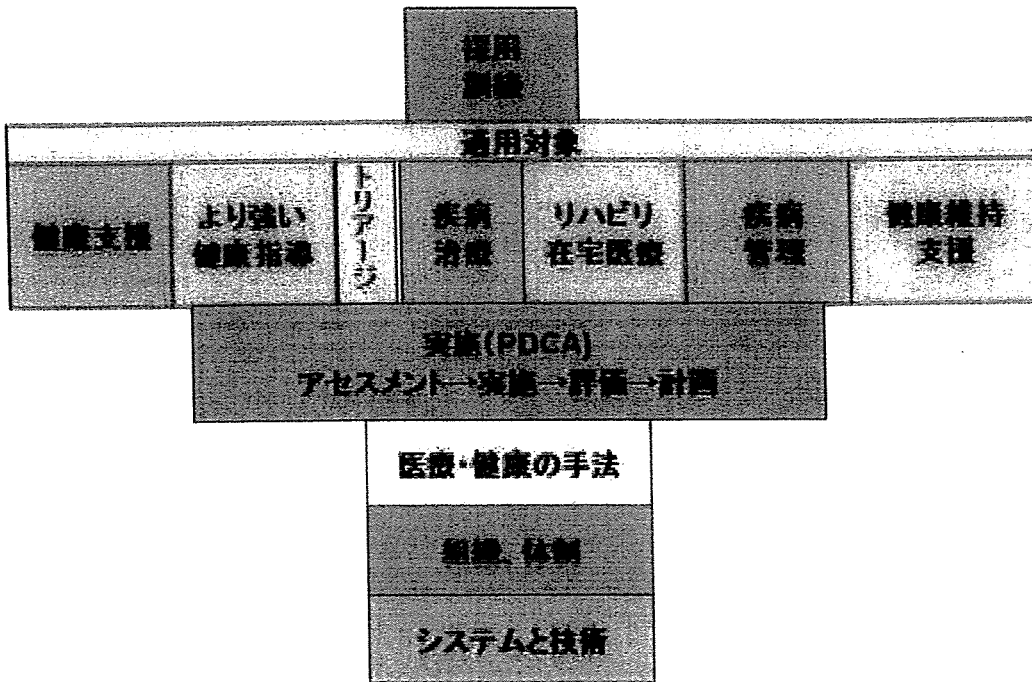 適用対象
健康支援
より強い
健康指導
トリアージ
疾病
治療
リハビリ
在宅医療
疾病
管理
健康維持
支援
実施(PDCA)
アセスメント→実施→評価→計画
医療・健康の手法
組織、体制
システムと技術